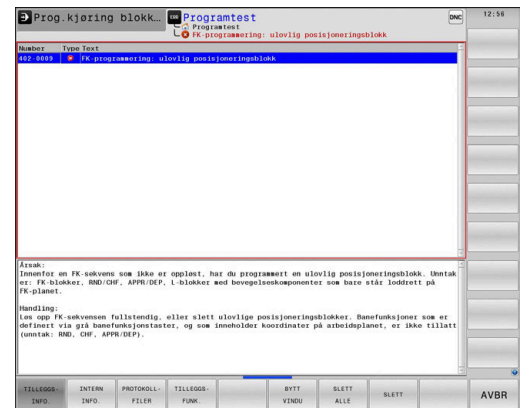 Prog.kjøring blokk…
Programtest
Programtest
FK-programmering: ulovlig posisjoneringsblokk
DNC
12:56
Number Type Text
402-0009 FK-programmering: ulovlig posisjoneringsblokk
Årsak:
Innenfor en FK-sekvens som ikke er oppløst, har du programmert en ulovlig posisjoneringsblokk. Unntak
er: FK-blokker, RND/CHF, APPR/DEP, L-blokker med bevegelseskomponenter som bare står loddrett på
FK-planet.
Handling:
Løs opp FK-sekvensen fullstendig, eller slett ulovlige posisjoneringsblokker. Banefunksjoner som er
definert via grå banefunksjonstaster, og som inneholder koordinater på arbeidsplanet, er ikke tillatt
(unntak: RND, CHF, APPR/DEP).
TILLEGGS- INTERN PROTOKOLL- TILLEGGS- BYTT SLETT SLETT AVBR
INFO. INFO. FILER FUNK. VINDU ALLE